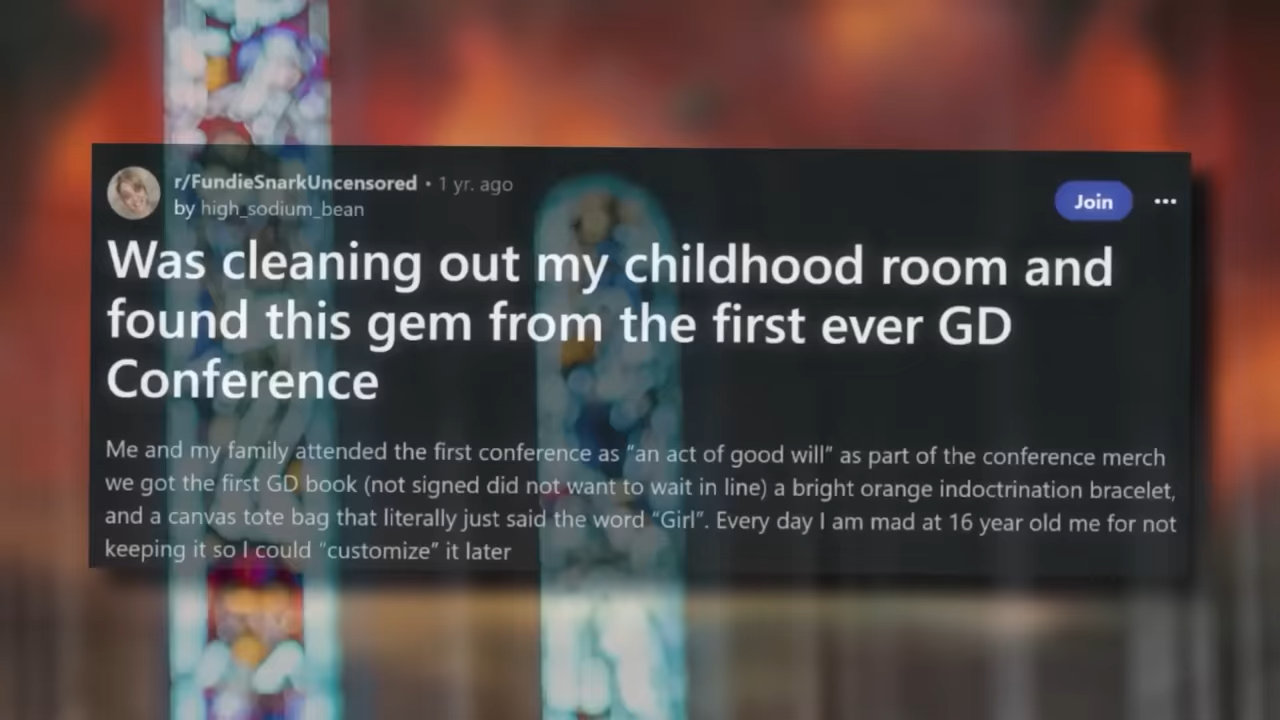 r/FundieSnarkUncensored • 1 yr. ago
by high_sodium_bean
Join
Was cleaning out my childhood room and
found this gem from the first ever GD
Conference
Me and my family attended the first conference as “an act of good will” as part of the conference merch
we got the first GD book (not signed did not want to wait in line) a bright orange indoctrination bracelet,
and a canvas tote bag that literally just said the word “Girl”. Every day I am mad at 16 year old me for not
keeping it so I could “customize” it later